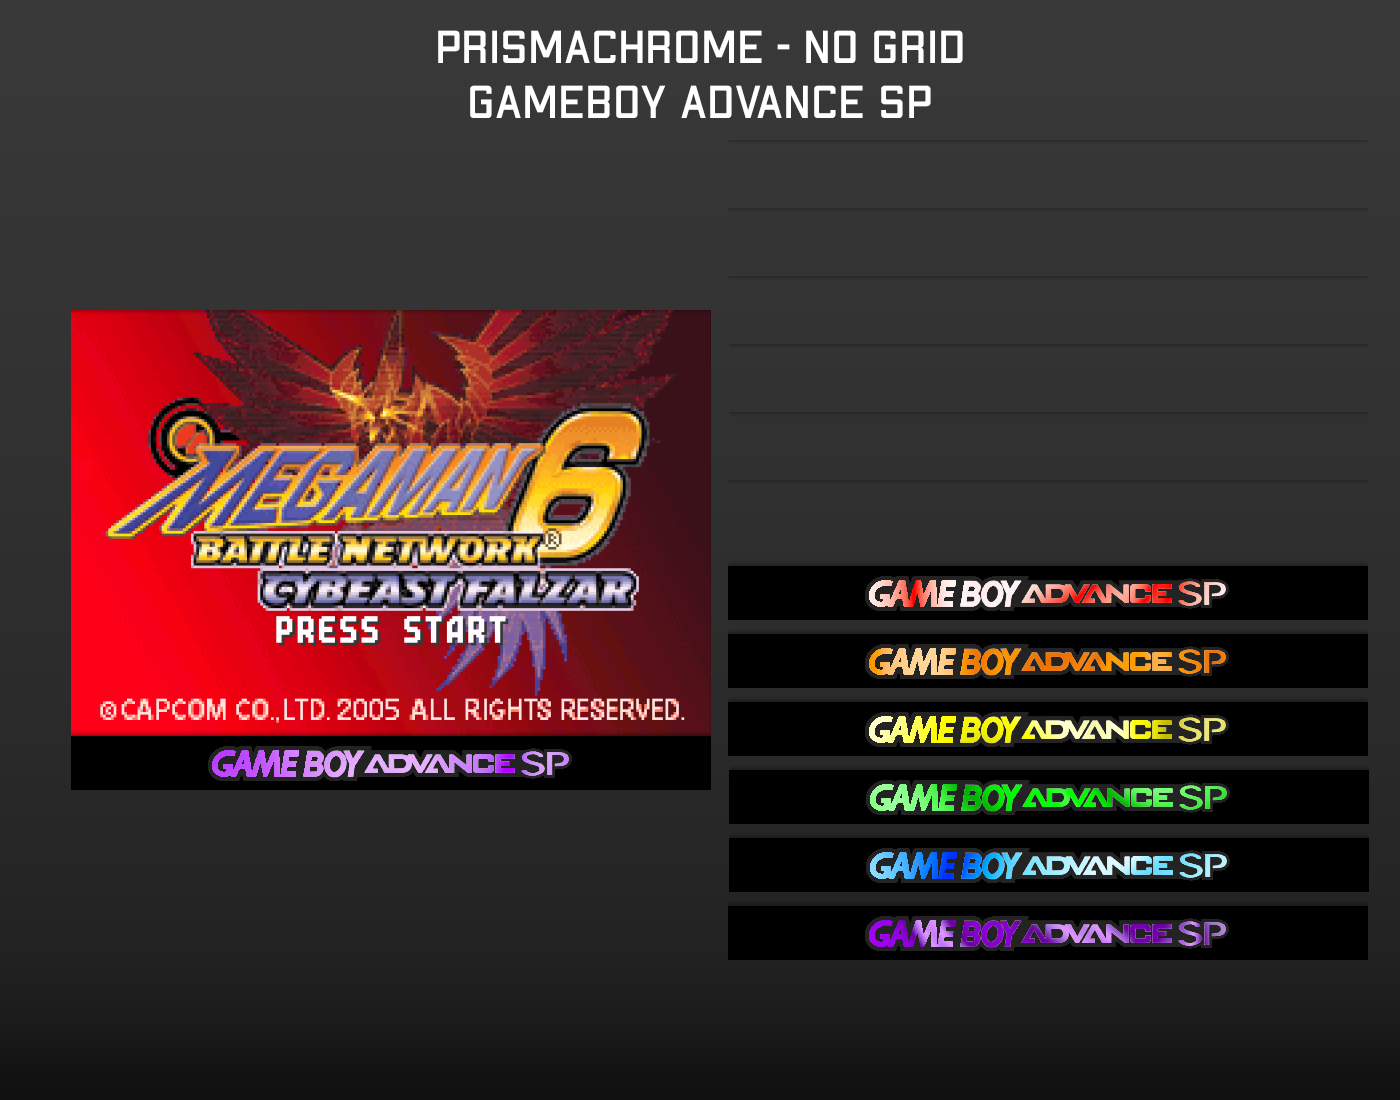 PRISMACHROME - NO GRID
GAMEBOY ADVANCE SP
MEGAMAN 6
BATTLE NETWORK®
CYBEAST FALZAR
PRESS START
©CAPCOM CO.,LTD. 2005 ALL RIGHTS RESERVED.
GAME BOY ADVANCE SP
GAME BOY ADVANCE SP
GAME BOY ADVANCE SP
GAME BOY ADVANCE SP
GAME BOY ADVANCE SP
GAME BOY ADVANCE SP
GAME BOY ADVANCE SP